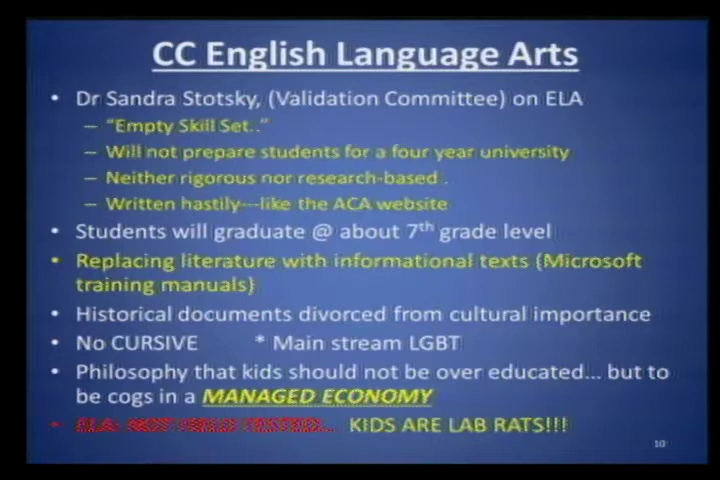 CC English Language Arts
• Dr Sandra Stotsky, (Validation Committee) on ELA
– "Empty Skill Set.."
– Will not prepare students for a four year university
– Neither rigorous nor research-based .
– Written hastily---like the ACA website
• Students will graduate @ about 7th grade level
• Replacing literature with informational texts (Microsoft
training manuals)
• Historical documents divorced from cultural importance
• No CURSIVE * Main stream LGBT
• Philosophy that kids should not be over educated... but to
be cogs in a MANAGED ECONOMY
• ELA: NOT FIELD TESTED... KIDS ARE LAB RATS!!!
10